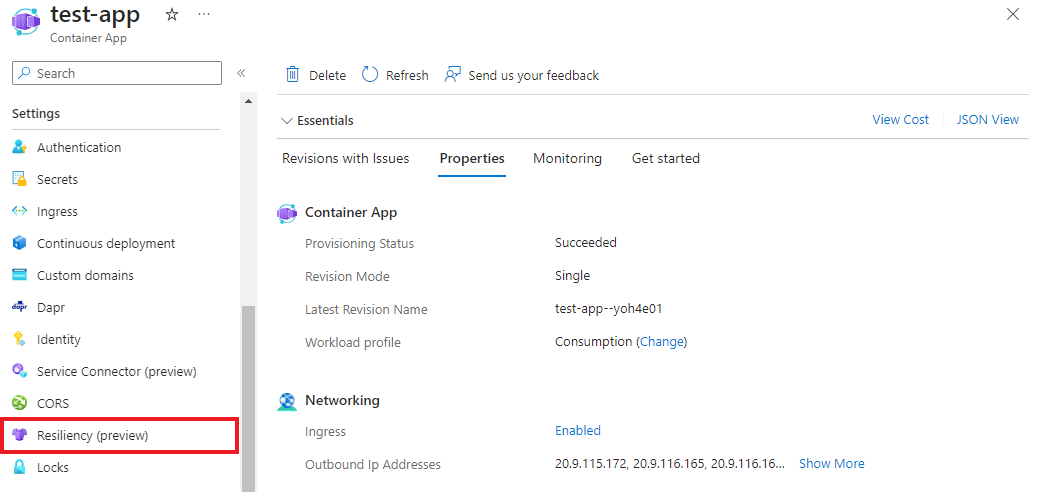 test-app
Container App
Search
Settings
Authentication
Secrets
Ingress
Continuous deployment
Custom domains
dapr Dapr
Identity
Service Connector (preview)
CORS
Resiliency (preview)
Locks
Delete Refresh Send us your feedback
Essentials View Cost JSON View
Revisions with Issues Properties Monitoring Get started
Container App
Provisioning Status Succeeded
Revision Mode Single
Latest Revision Name test-app--yoh4e01
Workload profile Consumption (Change)
Networking
Ingress Enabled
Outbound Ip Addresses 20.9.115.172, 20.9.116.165, 20.9.116.16... Show More